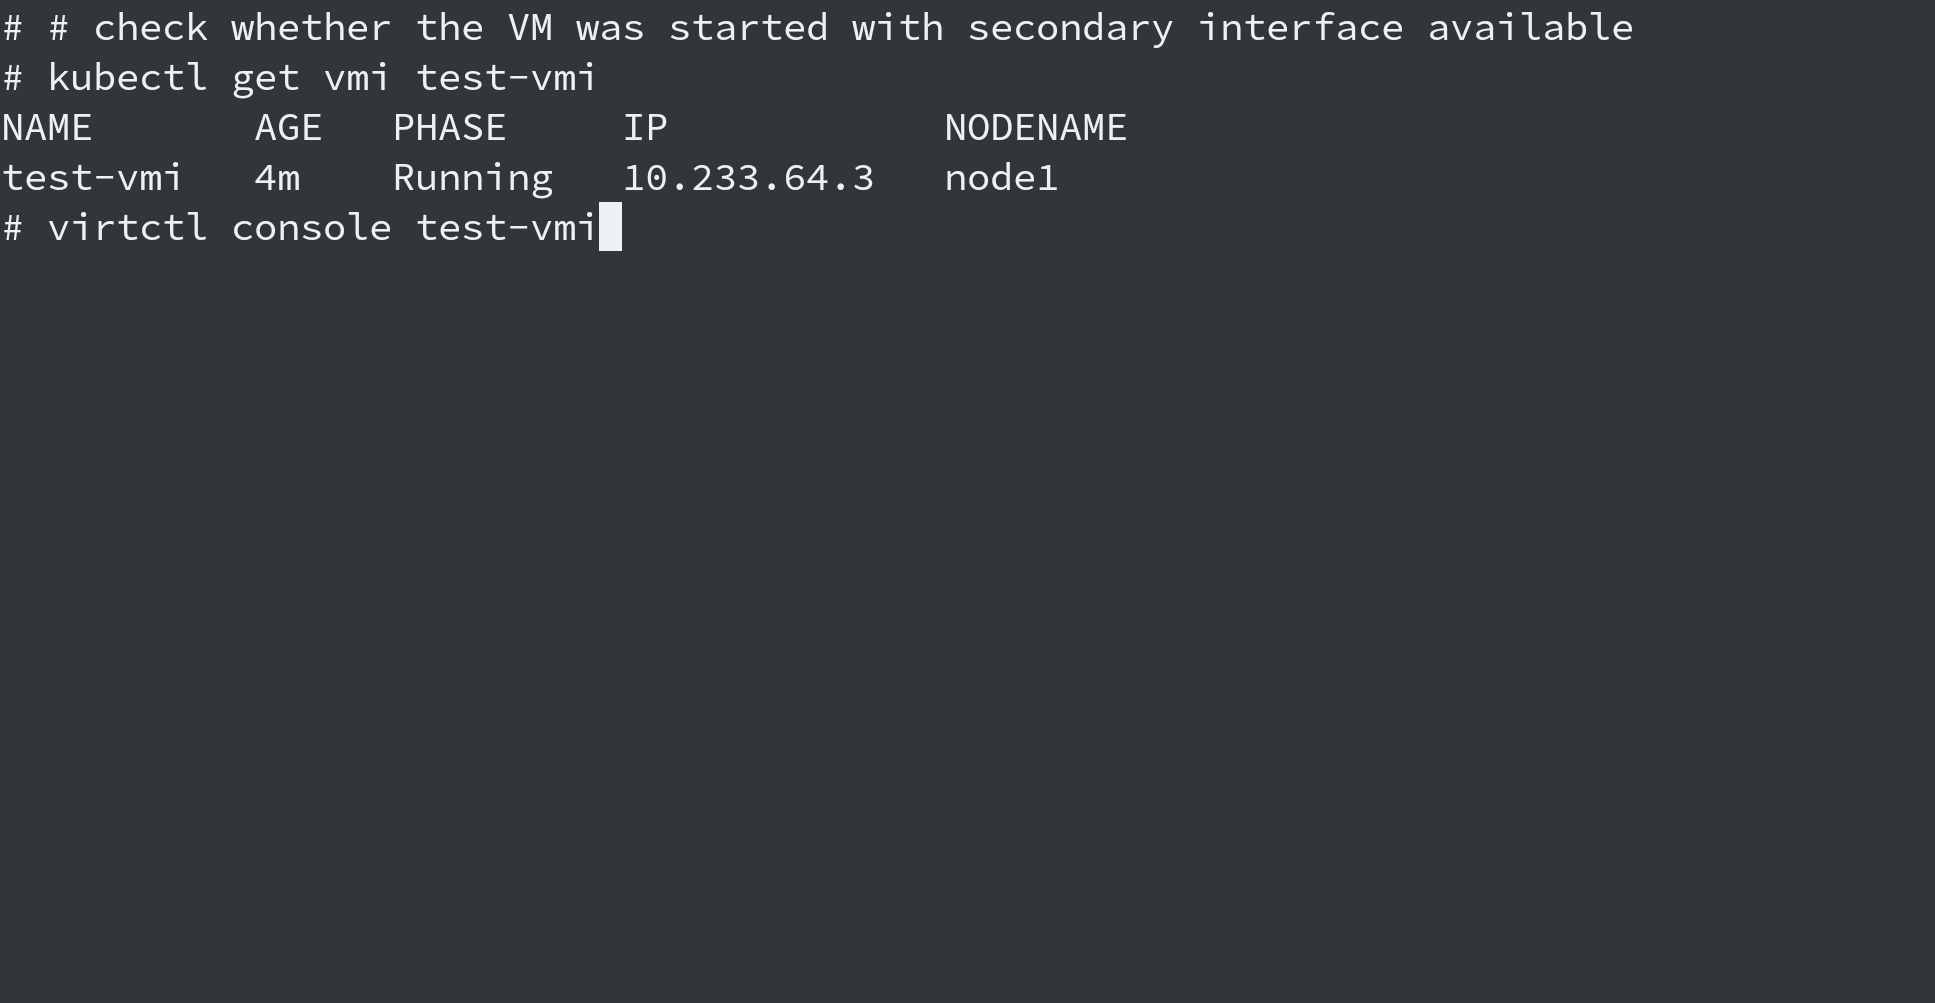 # # check whether the VM was started with secondary interface available
# kubectl get vmi test-vmi
NAME       AGE   PHASE     IP            NODENAME
test-vmi   4m    Running   10.233.64.3   node1
# virtctl console test-vmi